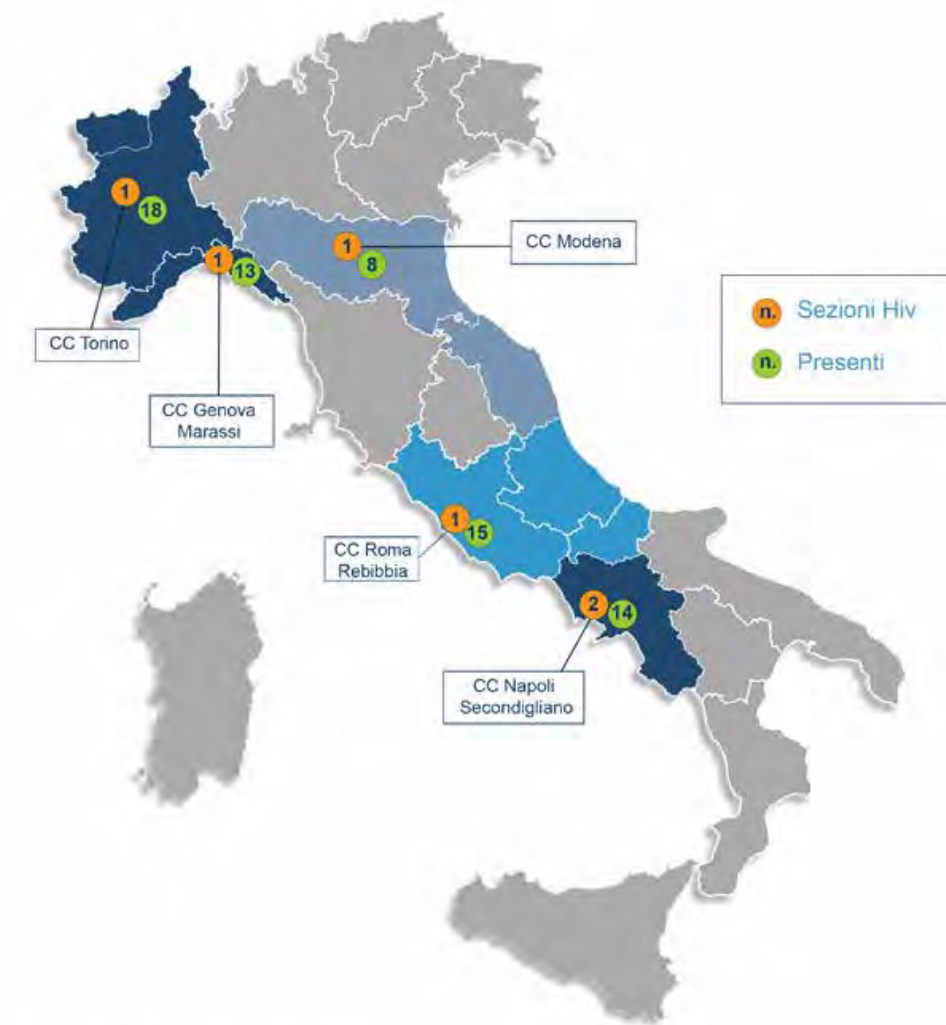 1
18
CC Torino
1
13
CC Genova
Marassi
1
8
CC Modena
n. Sezioni Hiv
n. Presenti
1
15
CC Roma
Rebibbia
2
14
CC Napoli
Secondigliano